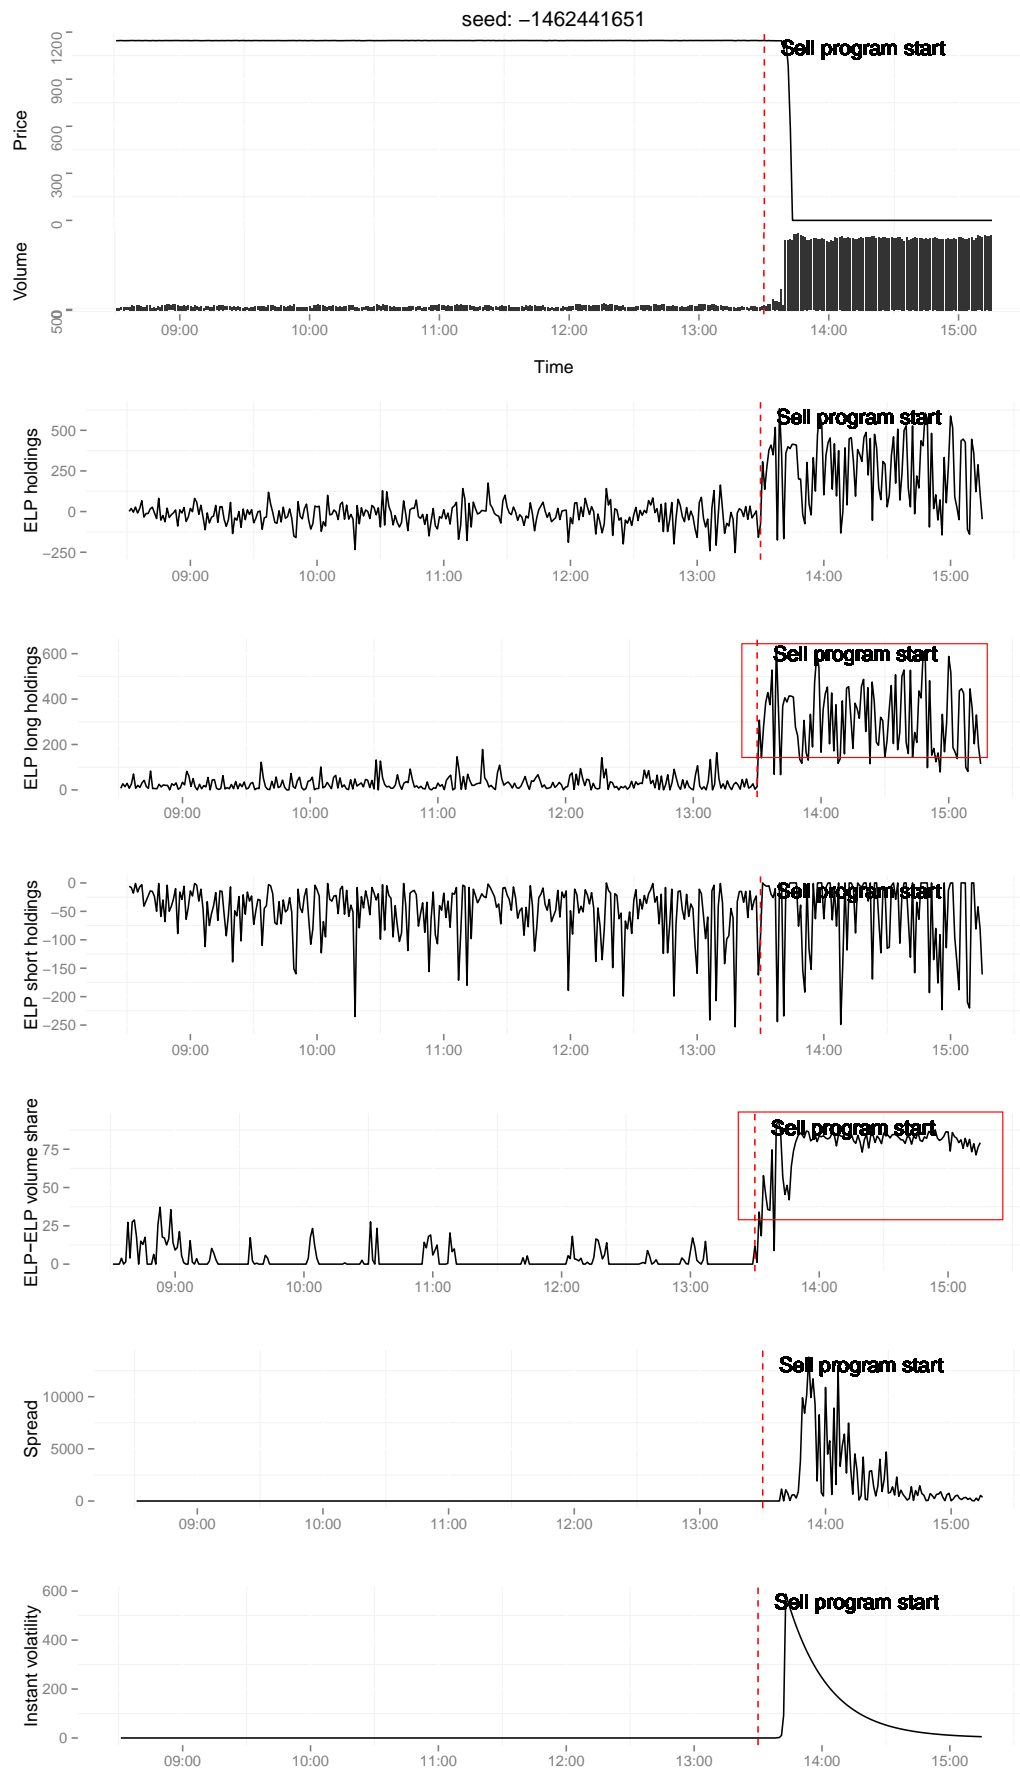 seed: −1462441651
Price
0 300 600 900 1200
Sell program start
Volume
0
500
09:00 10:00 11:00 12:00 13:00 14:00 15:00
Time
ELP holdings
500
250
0
−250
Sell program start
09:00 10:00 11:00 12:00 13:00 14:00 15:00
ELP long holdings
600
400
200
0
Sell program start
09:00 10:00 11:00 12:00 13:00 14:00 15:00
ELP short holdings
0
−50
−100
−150
−200
−250
Sell program start
09:00 10:00 11:00 12:00 13:00 14:00 15:00
ELP−ELP volume share
75
50
25
0
Sell program start
09:00 10:00 11:00 12:00 13:00 14:00 15:00
Spread
10000
5000
0
Sell program start
09:00 10:00 11:00 12:00 13:00 14:00 15:00
Instant volatility
600
400
200
0
Sell program start
09:00 10:00 11:00 12:00 13:00 14:00 15:00